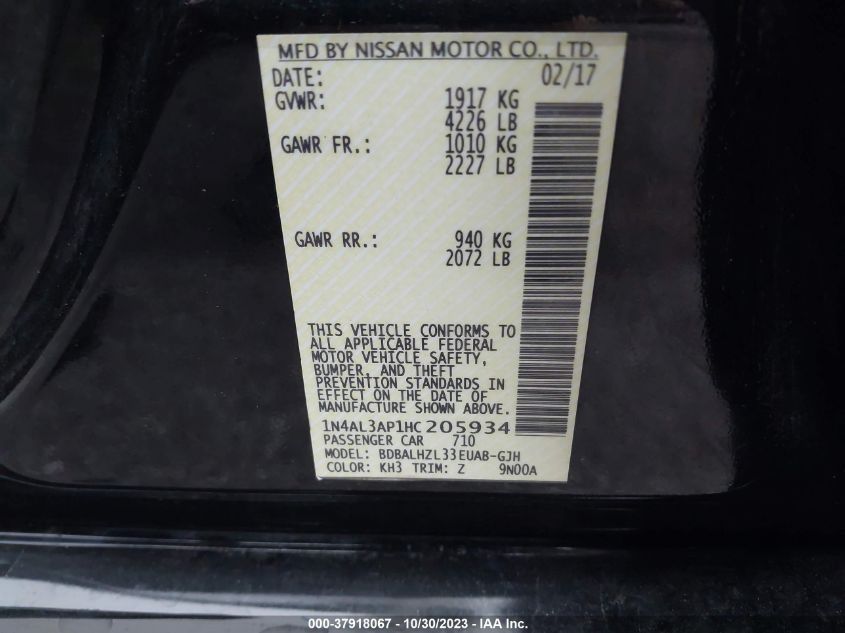 MFD BY NISSAN MOTOR CO., LTD.
DATE: 02/17
GVWR: 1917 KG
4226 LB
GAWR FR.: 1010 KG
2227 LB
GAWR RR.: 940 KG
2072 LB
THIS VEHICLE CONFORMS TO
ALL APPLICABLE FEDERAL
MOTOR VEHICLE SAFETY,
BUMPER, AND THEFT
PREVENTION STANDARDS IN
EFFECT ON THE DATE OF
MANUFACTURE SHOWN ABOVE.
1N4AL3AP1HC205934
PASSENGER CAR 710
MODEL: BDBALHZL33EUAB-GJH
COLOR: KH3 TRIM: Z 9N00A
000-37918067 - 10/30/2023 - IAA Inc.